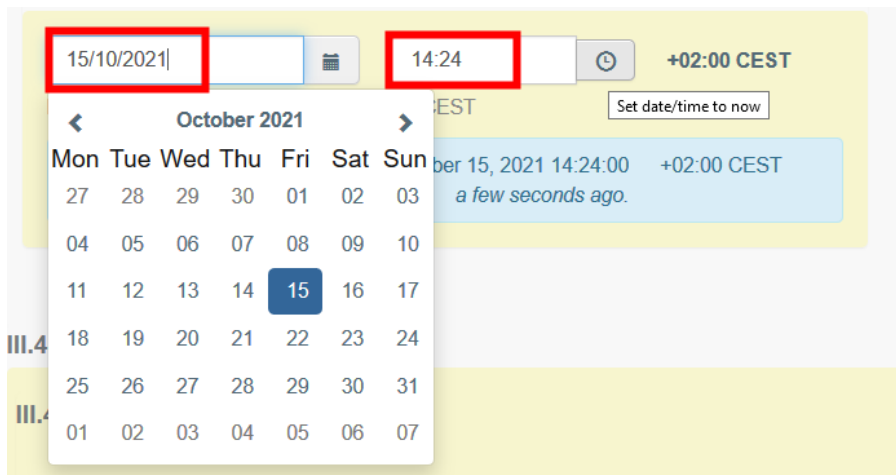 15/10/2021 14:24 +02:00 CEST
CEST Set date/time to now
October 2021
Mon Tue Wed Thu Fri Sat Sun
ber 15, 2021 14:24:00 +02:00 CEST
27 28 29 30 01 02 03
a few seconds ago.
04 05 06 07 08 09 10
11 12 13 14 15 16 17
18 19 20 21 22 23 24
III.4
25 26 27 28 29 30 31
III.4
01 02 03 04 05 06 07